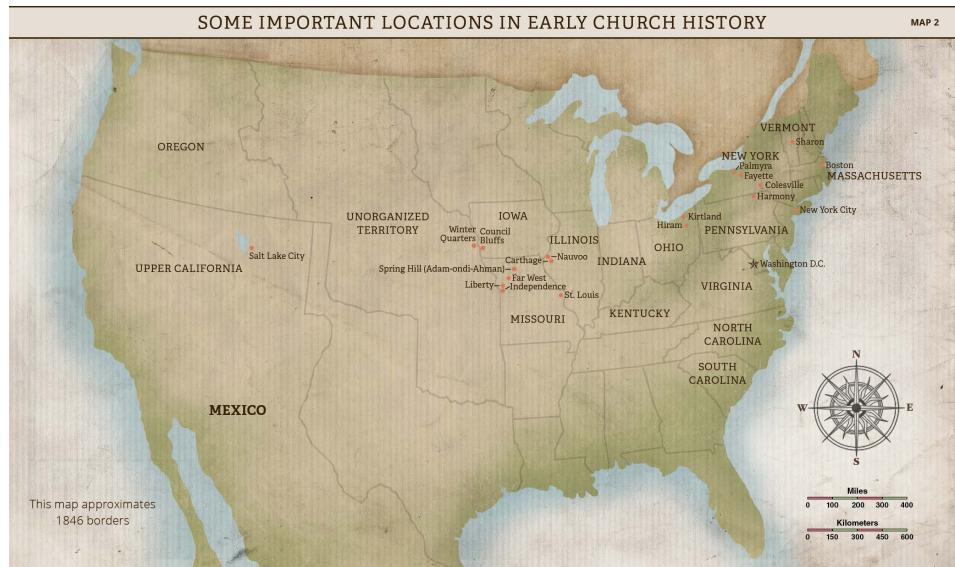 SOME IMPORTANT LOCATIONS IN EARLY CHURCH HISTORY
MAP 2
VERMONT
Sharon
OREGON
NEW YORK
Palmyra
Boston
Fayette
MASSACHUSETTS
Colesville
Harmony
New York City
UNORGANIZED
TERRITORY
IOWA
Kirtland
Hiram
PENNSYLVANIA
Winter
Quarters
Council
Bluffs
ILLINOIS
OHIO
Salt Lake City
Nauvoo
Carthage
INDIANA
Washington D.C.
UPPER CALIFORNIA
Spring Hill (Adam-ondi-Ahman)
Far West
Liberty
Independence
VIRGINIA
St. Louis
KENTUCKY
MISSOURI
NORTH
CAROLINA
SOUTH
CAROLINA
MEXICO
N
W
E
S
This map approximates
1846 borders
Miles
0 100 200 300 400
Kilometers
0 150 300 450 600